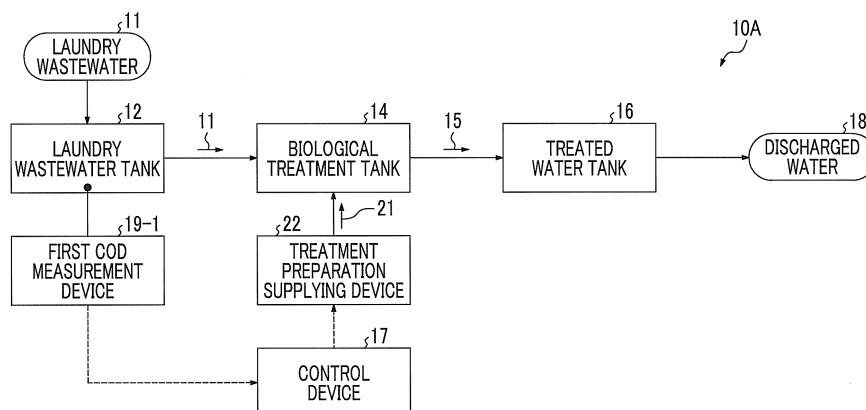 11
LAUNDRY
WASTEWATER
10A
12
LAUNDRY
WASTEWATER TANK
11
14
BIOLOGICAL
TREATMENT TANK
15
16
TREATED
WATER TANK
18
DISCHARGED
WATER
19-1
FIRST COD
MEASUREMENT
DEVICE
21
22
TREATMENT
PREPARATION
SUPPLYING DEVICE
17
CONTROL
DEVICE